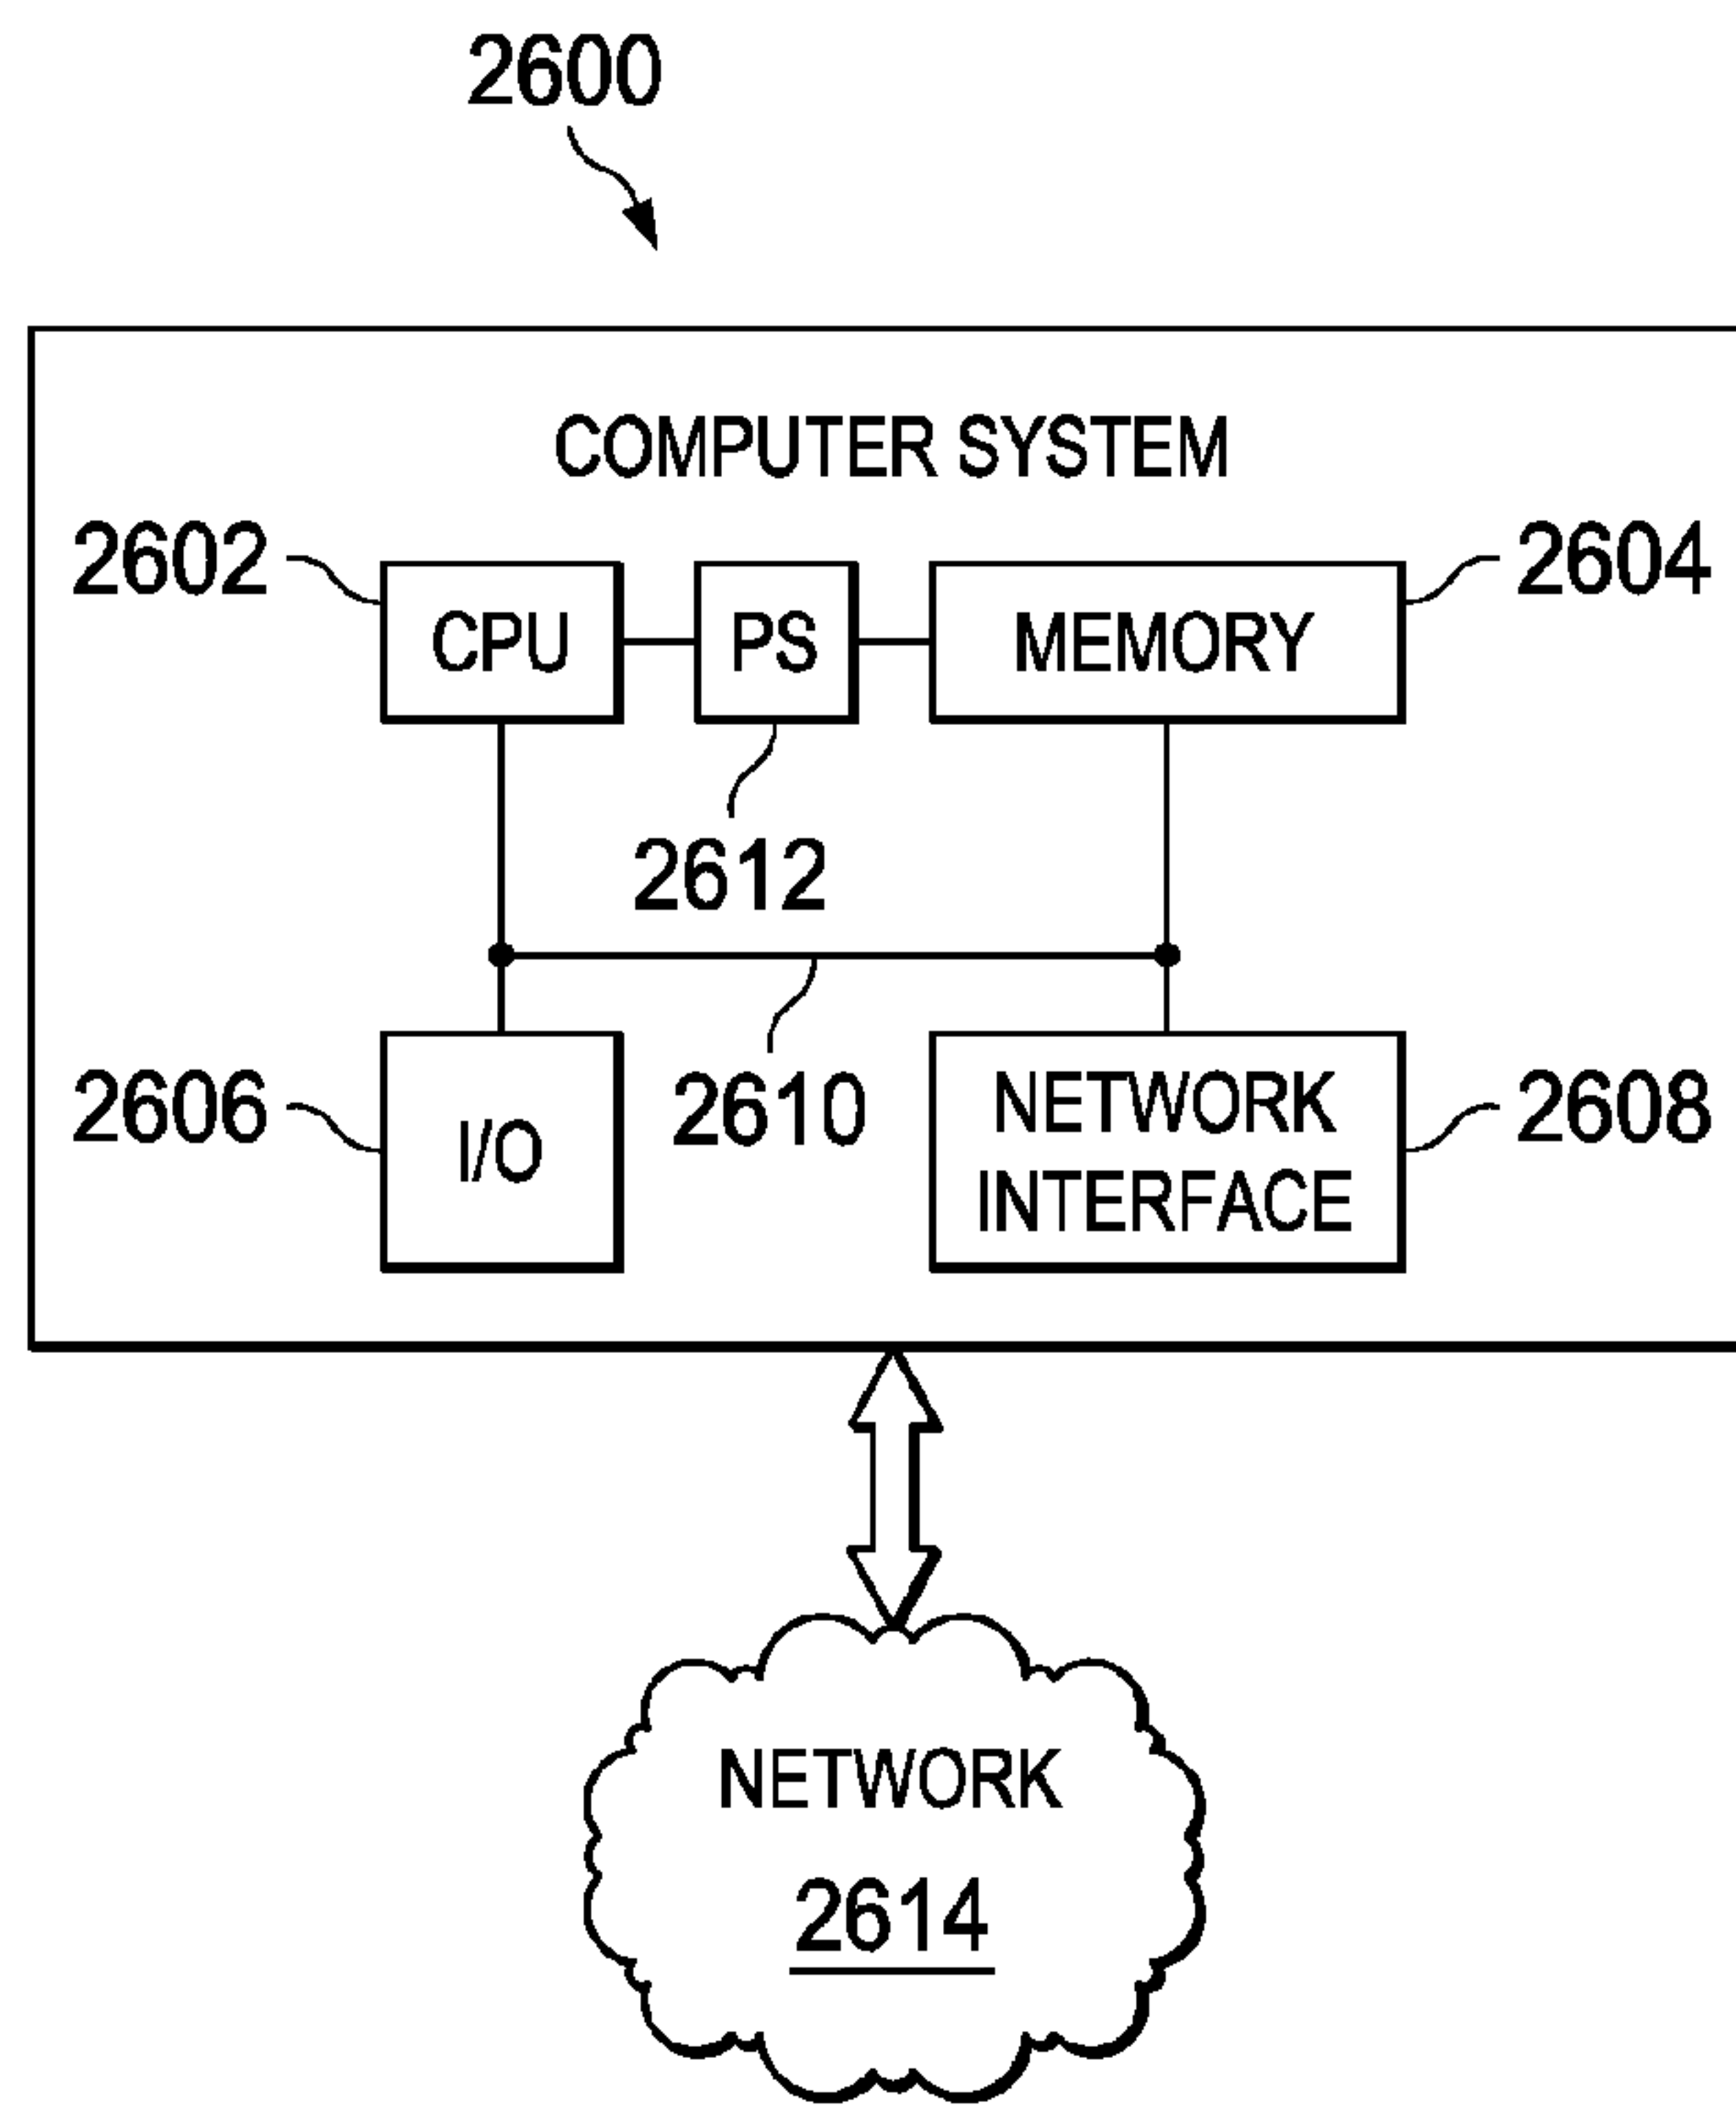 2600
COMPUTER SYSTEM
2602
2604
CPU
PS
MEMORY
2612
2606
I/O
2610
NETWORK
INTERFACE
2608
NETWORK
2614